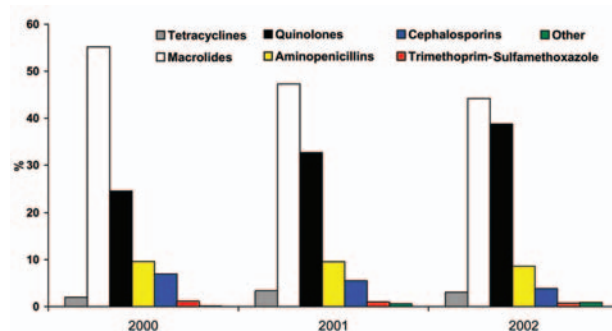 60
50
40
30
20
10
0
%
Tetracyclines Quinolones Cephalosporins Other
Macrolides Aminopenicillins Trimethoprim-Sulfamethoxazole
2000 2001 2002